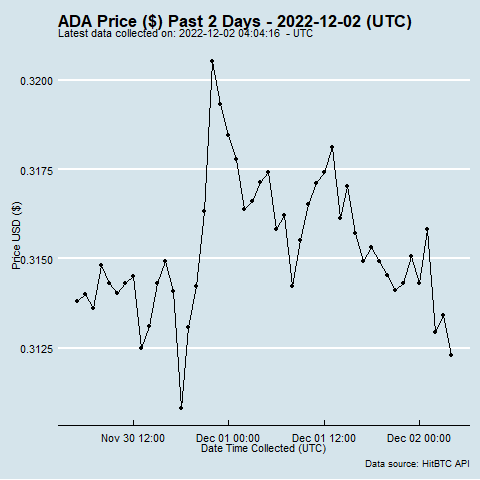 ADA Price ($) Past 2 Days - 2022-12-02 (UTC)
Latest data collected on: 2022-12-02 04:04:16  - UTC
0.3200
0.3175
0.3150
0.3125
Price USD ($)
Nov 30 12:00
Dec 01 00:00
Dec 01 12:00
Dec 02 00:00
Date Time Collected (UTC)
Data source: HitBTC API